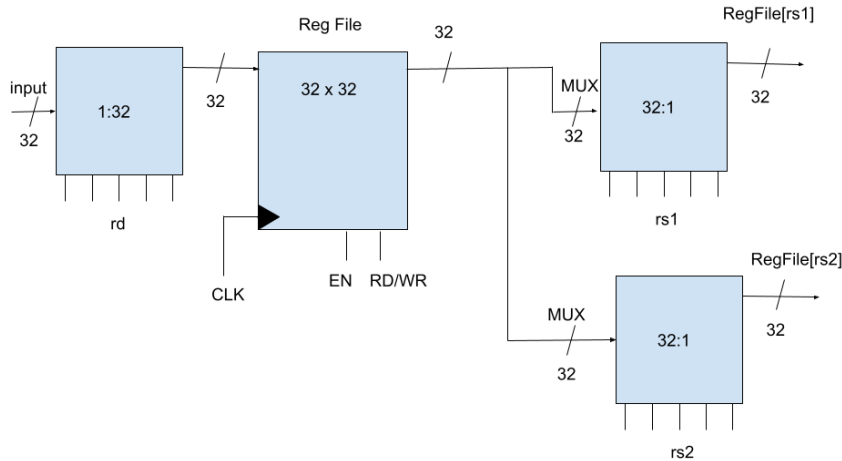 RegFile[rs1]
Reg File
32
input
32
1:32
32
32 x 32
MUX
32
32:1
32
rd
rs1
CLK
EN
RD/WR
RegFile[rs2]
MUX
32
32:1
32
rs2